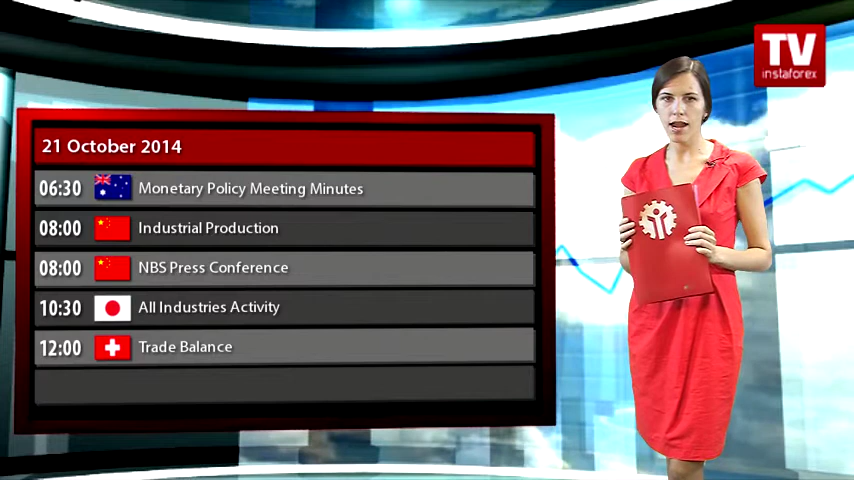 TV
instaforex
21 October 2014
06:30 Monetary Policy Meeting Minutes
08:00 Industrial Production
08:00 NBS Press Conference
10:30 All Industries Activity
12:00 Trade Balance